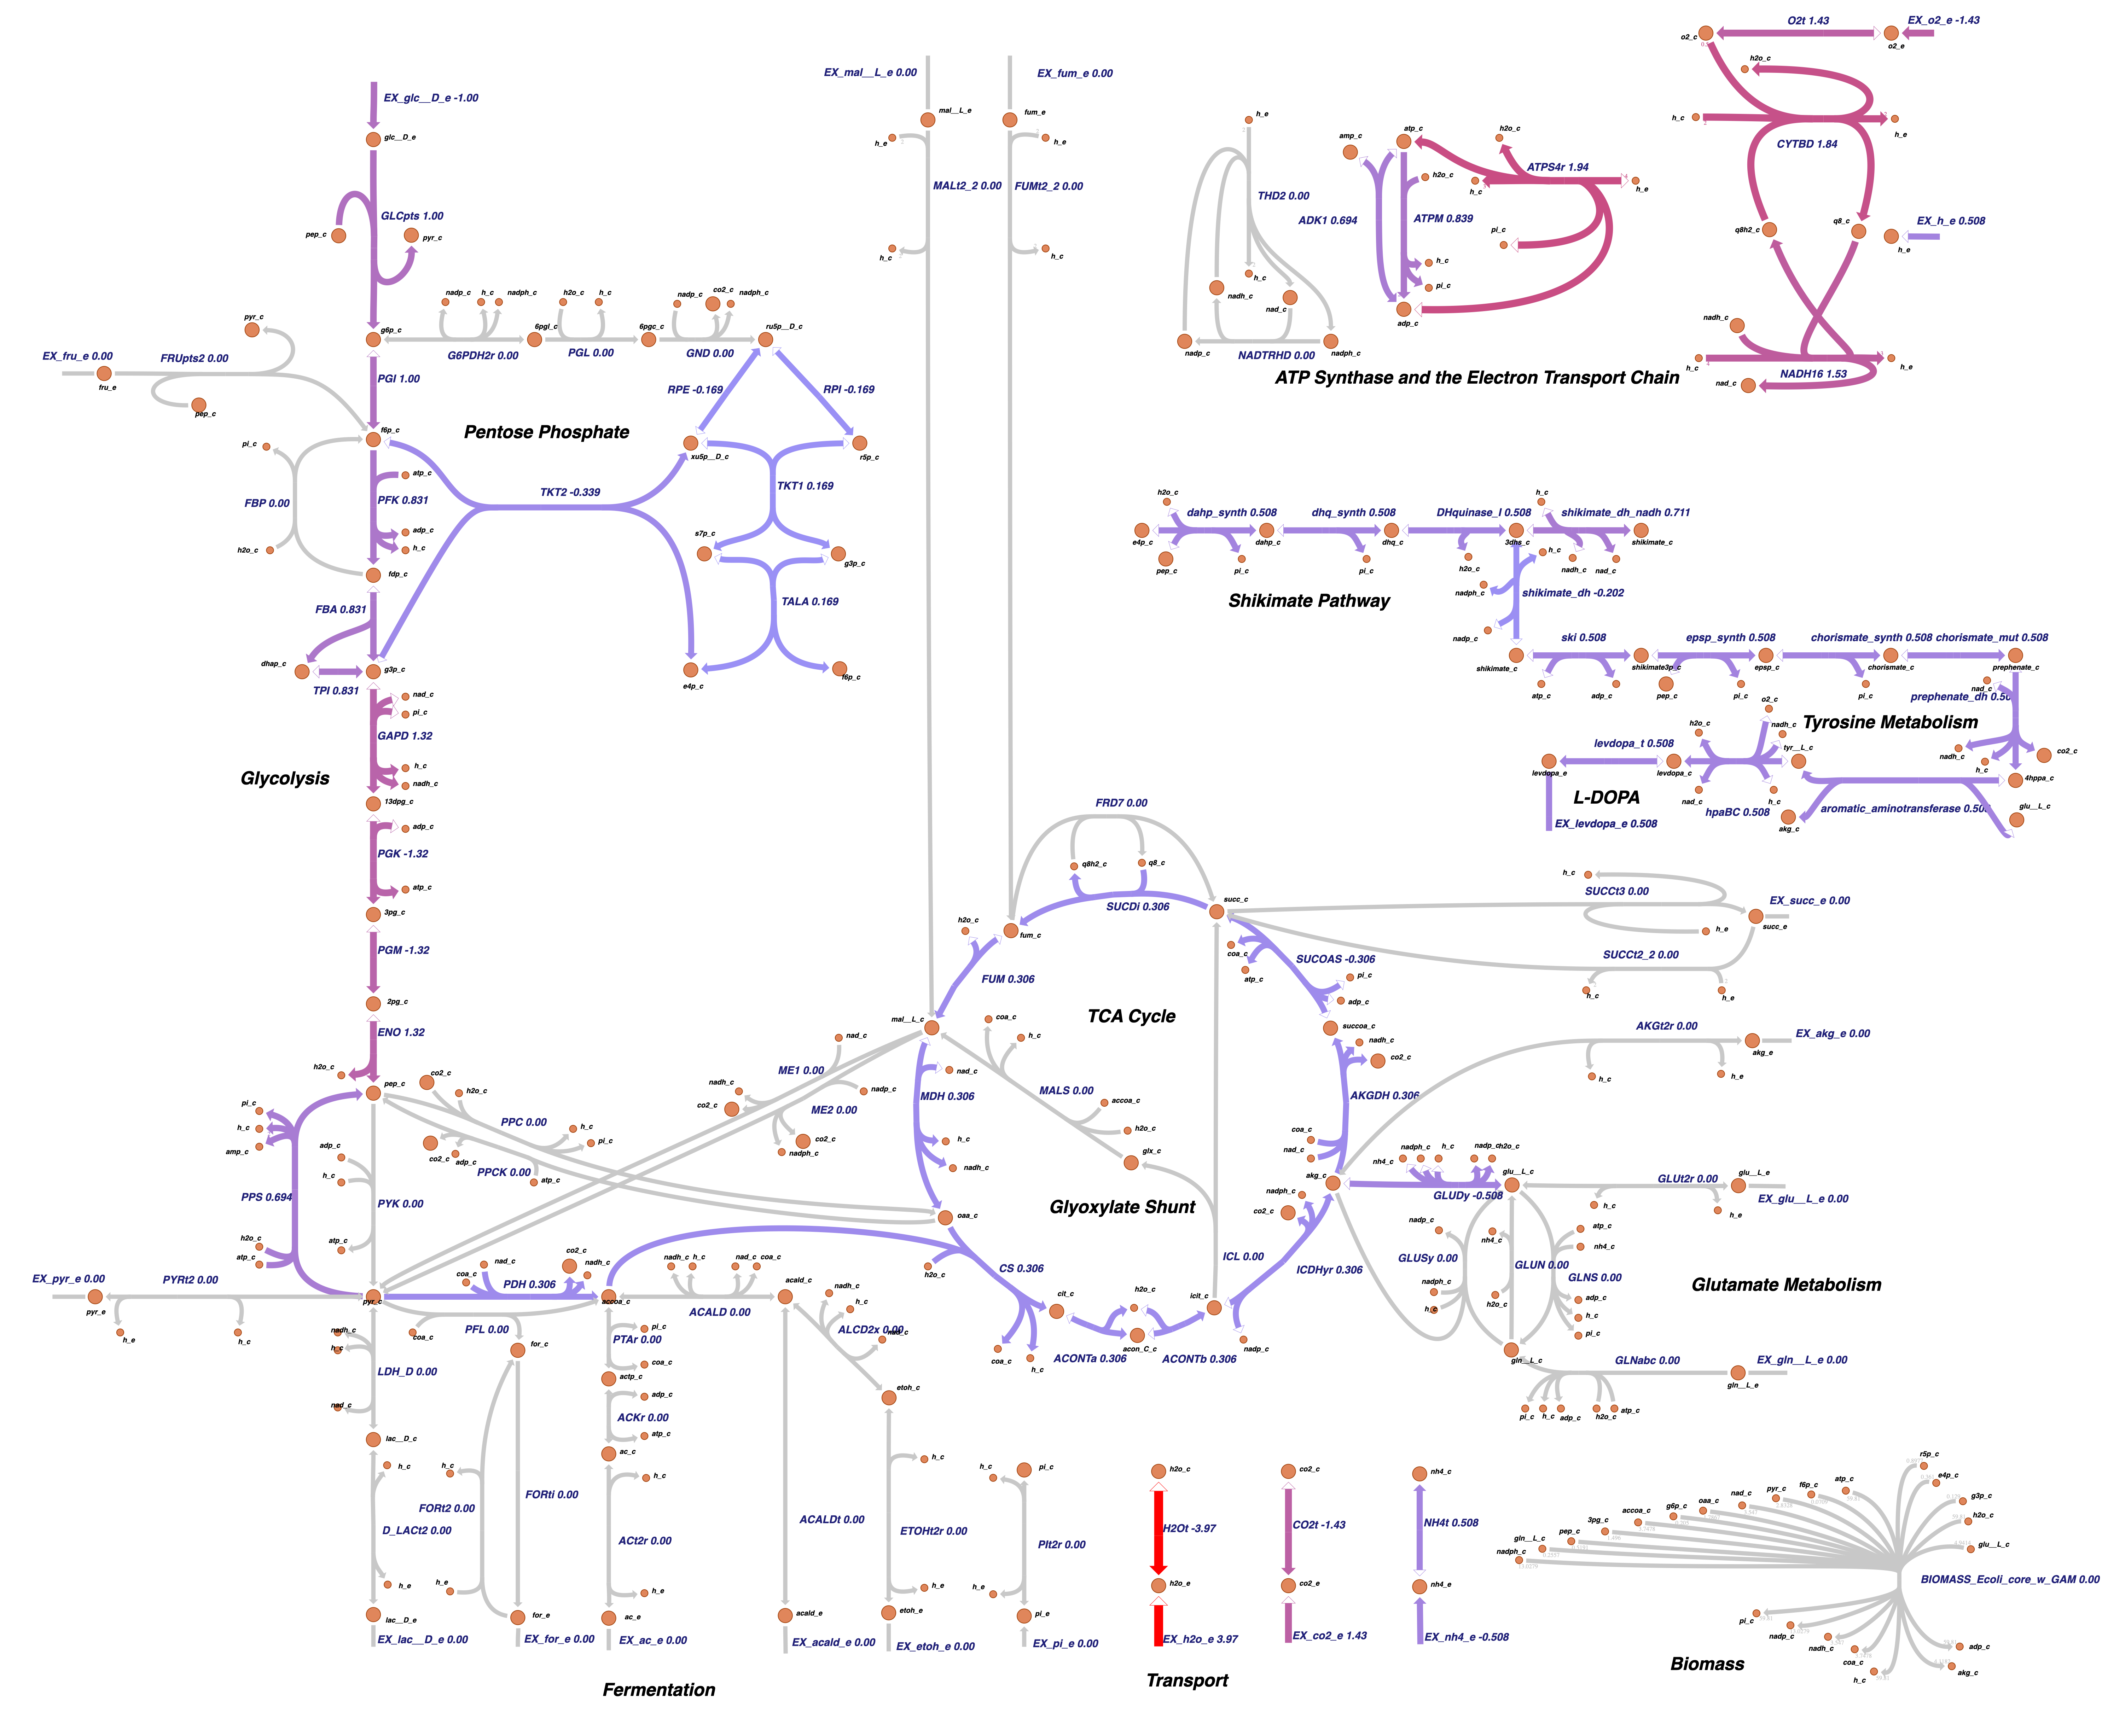 O2t 1.43
EX_o2_e -1.43
o2_c
o2_e
h2o_c
h_c
h_e
CYTBD 1.84
q8h2_c
q8_c
EX_h_e 0.508
h_e
nadh_c
h_c
h_e
nad_c
NADH16 1.53
EX_mal__L_e 0.00
EX_fum_e 0.00
mal__L_e
fum_e
h_e
h_e
MALt2_2 0.00
FUMt2_2 0.00
h_c
h_c
h_e
THD2 0.00
h_c
nadh_c
nad_c
nadp_c
NADTRHD 0.00
nadph_c
amp_c
atp_c
h2o_c
h2o_c
ATPS4r 1.94
h_c
h_e
ADK1 0.694
ATPM 0.839
pi_c
h_c
pi_c
adp_c
ATP Synthase and the Electron Transport Chain
EX_glc__D_e -1.00
glc__D_e
GLCpts 1.00
pep_c
pyr_c
nadp_c
h_c
nadph_c
h2o_c
h_c
nadp_c
co2_c
nadph_c
pyr_c
g6p_c
6pgl_c
6pgc_c
ru5p__D_c
G6PDH2r 0.00
PGL 0.00
GND 0.00
EX_fru_e 0.00
FRUpts2 0.00
fru_e
pep_c
PGI 1.00
RPE -0.169
RPI -0.169
f6p_c
Pentose Phosphate
pi_c
xu5p__D_c
r5p_c
atp_c
FBP 0.00
PFK 0.831
TKT2 -0.339
TKT1 0.169
adp_c
h_c
h2o_c
s7p_c
g3p_c
fdp_c
FBA 0.831
TALA 0.169
dhap_c
g3p_c
TPI 0.831
e4p_c
f6p_c
nad_c
pi_c
GAPD 1.32
h_c
nadh_c
Glycolysis
13dpg_c
adp_c
PGK -1.32
atp_c
3pg_c
PGM -1.32
2pg_c
ENO 1.32
h2o_c
pep_c
h2o_c
h_c
dahp_synth 0.508
dhq_synth 0.508
DHquinase_I 0.508
shikimate_dh_nadh 0.711
e4p_c
dahp_c
dhq_c
3dhs_c
shikimate_c
pep_c
pi_c
pi_c
h2o_c
h_c
nadh_c
nad_c
nadph_c
shikimate_dh -0.202
Shikimate Pathway
nadp_c
ski 0.508
epsp_synth 0.508
chorismate_synth 0.508
chorismate_mut 0.508
shikimate_c
shikimate3p_c
epsp_c
chorismate_c
prephenate_c
atp_c
adp_c
pep_c
pi_c
pi_c
nad_c
prephenate_dh 0.50
o2_c
h2o_c
nadh_c
Tyrosine Metabolism
levdopa_t 0.508
tyr__L_c
nadh_c
h_c
co2_c
levdopa_e
levdopa_c
4hppa_c
L-DOPA
nad_c
h_c
hpaBC 0.508
akg_c
aromatic_aminotransferase 0.508
glu__L_c
EX_levdopa_e 0.508
FRD7 0.00
q8h2_c
q8_c
SUCDi 0.306
succ_c
h2o_c
fum_c
FUM 0.306
coa_c
atp_c
SUCOAS -0.306
pi_c
adp_c
h_c
SUCCt3 0.00
EX_succ_e 0.00
h_e
succ_e
SUCCt2_2 0.00
h_c
h_e
mal__L_c
TCA Cycle
succoa_c
AKGt2r 0.00
EX_akg_e 0.00
akg_e
h_c
h_e
nad_c
coa_c
h_c
nadh_c
co2_c
ME1 0.00
nad_c
nadh_c
co2_c
nadp_c
MDH 0.306
MALS 0.00
AKGDH 0.306
ME2 0.00
accoa_c
h2o_c
coa_c
nad_c
co2_c
nadph_c
h_c
nadh_c
glx_c
akg_c
Glyoxylate Shunt
co2_c
h2o_c
PPC 0.00
h_c
pi_c
co2_c
adp_c
PPCK 0.00
atp_c
pi_c
h_c
amp_c
adp_c
h_c
PPS 0.694
PYK 0.00
h2o_c
atp_c
atp_c
oaa_c
nadph_c
h_c
nadp_c
h2o_c
nh4_c
glu__L_c
GLUDy -0.508
GLUt2r 0.00
glu__L_e
EX_glu__L_e 0.00
h_c
h_e
nadph_c
co2_c
nadp_c
nh4_c
atp_c
nh4_c
GLUSy 0.00
GLUN 0.00
GLNS 0.00
nadph_c
h_c
h2o_c
adp_c
h_c
pi_c
Glutamate Metabolism
gln__L_c
GLNabc 0.00
EX_gln__L_e 0.00
gln__L_e
pi_c
h_c
adp_c
h2o_c
atp_c
ICL 0.00
ICDHyr 0.306
CS 0.306
h2o_c
cit_c
h2o_c
icit_c
acon_C_c
nadp_c
coa_c
h_c
ACONTa 0.306
ACONTb 0.306
EX_pyr_e 0.00
PYRt2 0.00
pyr_e
h_e
h_c
pyr_c
coa_c
nad_c
PDH 0.306
co2_c
nadh_c
accoa_c
nadh_c
h_c
nad_c
coa_c
ACALD 0.00
acald_c
nadh_c
h_c
ALCD2x 0.00
nad_c
PFL 0.00
coa_c
for_c
PTAr 0.00
pi_c
coa_c
nadh_c
h_c
LDH_D 0.00
nad_c
actp_c
adp_c
ACKr 0.00
atp_c
etoh_c
lac__D_c
ac_c
h_c
h_c
h_c
h_c
h_c
FORt2 0.00
FORti 0.00
D_LACt2 0.00
ACt2r 0.00
ACALDt 0.00
ETOHt2r 0.00
PIt2r 0.00
pi_c
h_e
h_e
h_e
h_e
h_e
lac__D_e
for_e
ac_e
acald_e
etoh_e
pi_e
EX_lac__D_e 0.00
EX_for_e 0.00
EX_ac_e 0.00
EX_acald_e 0.00
EX_etoh_e 0.00
EX_pi_e 0.00
Fermentation
h2o_c
co2_c
nh4_c
H2Ot -3.97
CO2t -1.43
NH4t 0.508
h2o_e
co2_e
nh4_e
EX_h2o_e 3.97
EX_co2_e 1.43
EX_nh4_e -0.508
Transport
r5p_c
e4p_c
g3p_c
h2o_c
glu__L_c
atp_c
f6p_c
pyr_c
nad_c
oaa_c
g6p_c
accoa_c
3pg_c
pep_c
gln__L_c
nadph_c
BIOMASS_Ecoli_core_w_GAM 0.00
pi_c
nadp_c
nadh_c
coa_c
h_c
adp_c
akg_c
Biomass